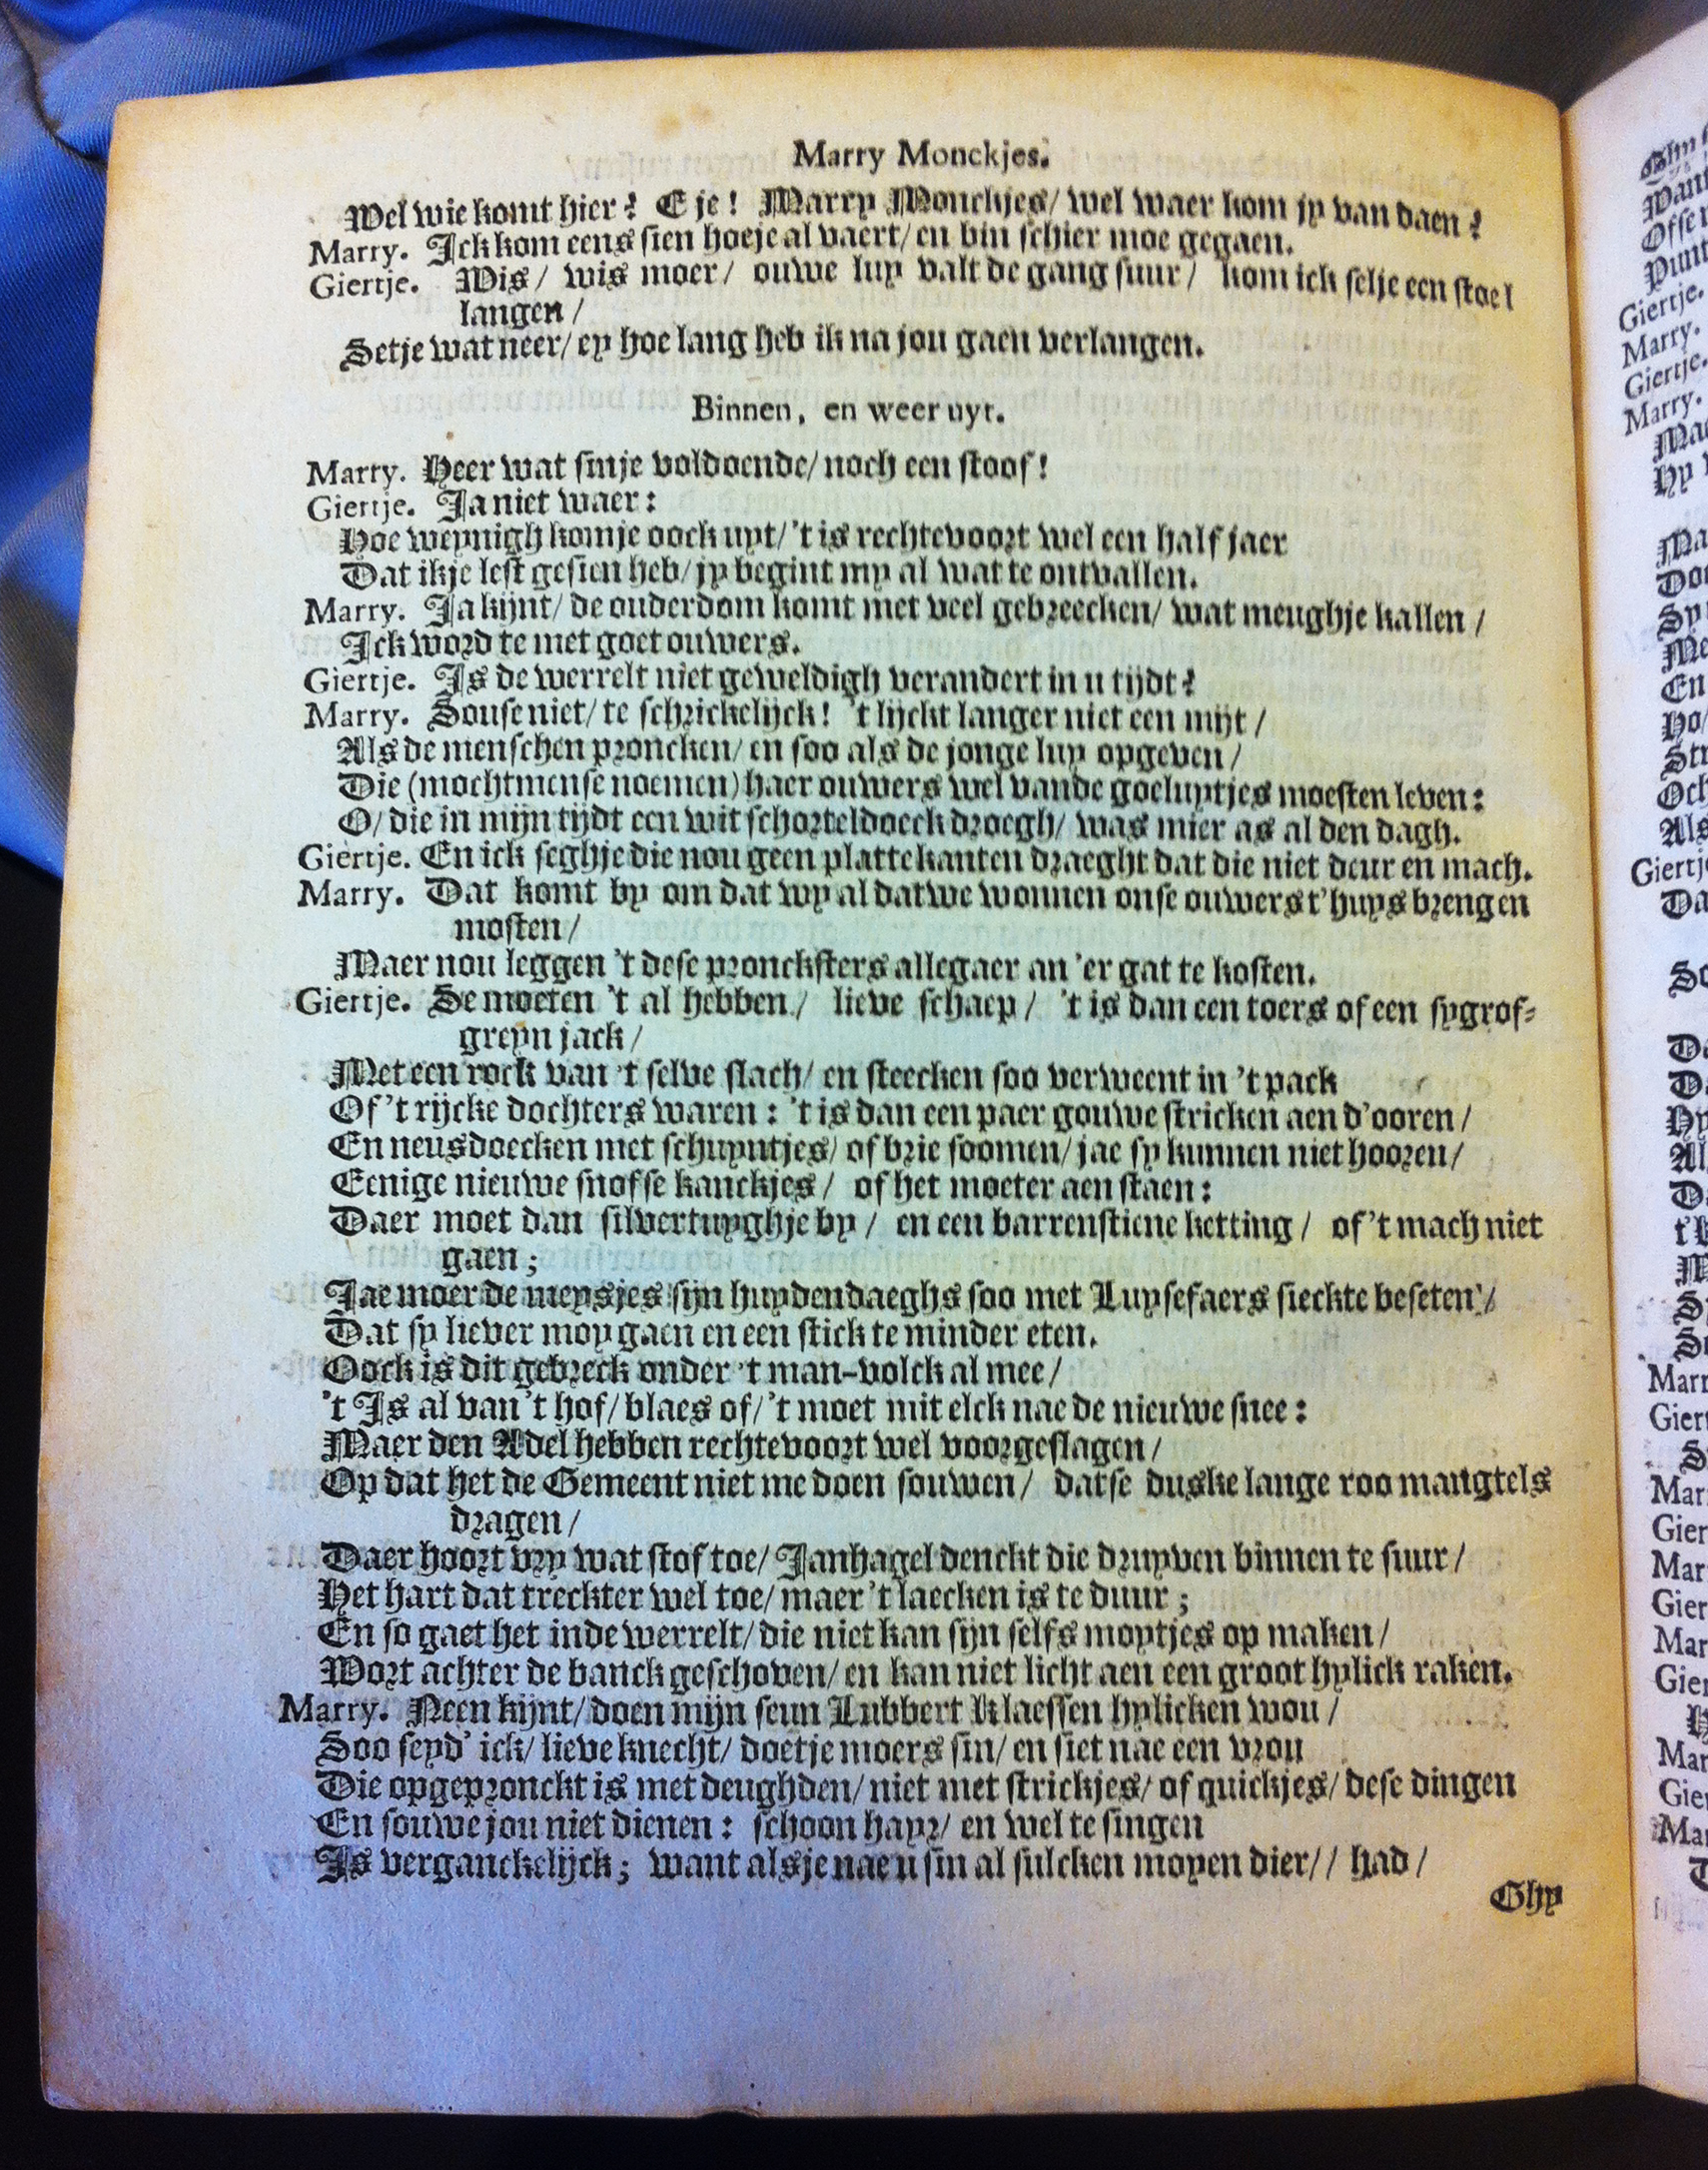 Marry Monckjes.
Wel wie komt hier? E je! Marry Monckjes/ wel waer kom jy van daen?
Marry. Ick kom eens sien hoeje al vaert/ en bin schier moe gegaen.
Giertje. Wis/ wis moer/ ouwe luy valt de gang suur/ kom ick selje een stoel
langen/
Setje wat neer/ ey hoe lang heb ik na jou gaen verlangen.
Binnen, en weer uyt.
Marry. Heer wat sinje voldoende/ noch een stoof!
Giertje. Ja niet waer:
Hoe weynigh komje oock uyt/ 't is rechtevoort wel een half jaer
Dat ikje lest gesien heb/ jy begint my al wat te ontvallen.
Marry. Ja kijnt/ de ouderdom komt met veel gebreecken/ wat meughje kallen/
Ick word te met goet ouwers.
Giertje. Is de werrelt niet geweldigh verandert in u tijdt?
Marry. Souse niet/ te schrickelijck! 't lijckt langer niet een mijt/
Als de menschen proncken/ en soo als de jonge luy opgeven/
Die (mochtmense noemen) haer ouwers wel vande goeluytjes moesten leven:
O/ die in mijn tijdt een wit schorteldoeck droegh/ was mier as al den dagh.
Giertje. En ick seghje die nou geen platte kanten draeght dat die niet deur en mach.
Marry. Dat komt by om dat wy al datwe wonnen onse ouwers t'huys brengen
mosten/
Maer nou leggen 't dese proncksters allegaer an 'er gat te kosten.
Giertje. Se moeten 't al hebben/ lieve schaep/ 't is dan een toers of een sygrof-
greyn jack/
Met een rock van 't selve slach/ en steecken soo verweent in 't pack
Of 't rijcke dochters waren: 't is dan een paer gouwe stricken aen d'ooren/
En neusdoecken met schuyntjes/ of brie soomen/ jae sy kunnen niet hooren/
Eenige nieuwe snofse kanckjes/ of het moeter aen staen:
Daer moet dan silvertuyghje by/ en een barrenstiene ketting/ of 't mach niet
gaen;
Jae moer de meysjes sijn huydendaeghs soo met Luysefaers sieckte beseten/
Dat sy liever moy gaen en een stick te minder eten.
Oock is dit gebreck onder 't man-volck al mee/
't Is al van 't hof/ blaes of/ 't moet mit elck nae de nieuwe snee:
Maer den Adel hebben rechtevoort wel voorgeslagen/
Op dat het de Gemeent niet me doen souwen/ datse duske lange roo mangtels
dragen/
Daer hoort vry wat stof toe/ Janhagel denckt die druyven binnen te suur/
Het hart dat treckter wel toe/ maer 't laecken is te duur;
En so gaet het inde werrelt/ die niet kan sijn selfs moytjes op maken/
Wort achter de banck geschoven/ en kan niet licht aen een groot hylick raken.
Marry. Neen kijnt/ doen mijn seun Lubbert Klaessen hylicken wou/
Soo seyd' ick/ lieve knecht/ doetje moers sin/ en siet nae een vrou
Die opgepronckt is met deughden/ niet met strickjes/ of quickjes/ dese dingen
En souwe jou niet dienen: schoon hayr/ en wel te singen
Is verganckelijck; want alsje nae u sin al sulcken moyen dier// had/
Ghy
Giertje.
Marry.
Giertje.
Marry.